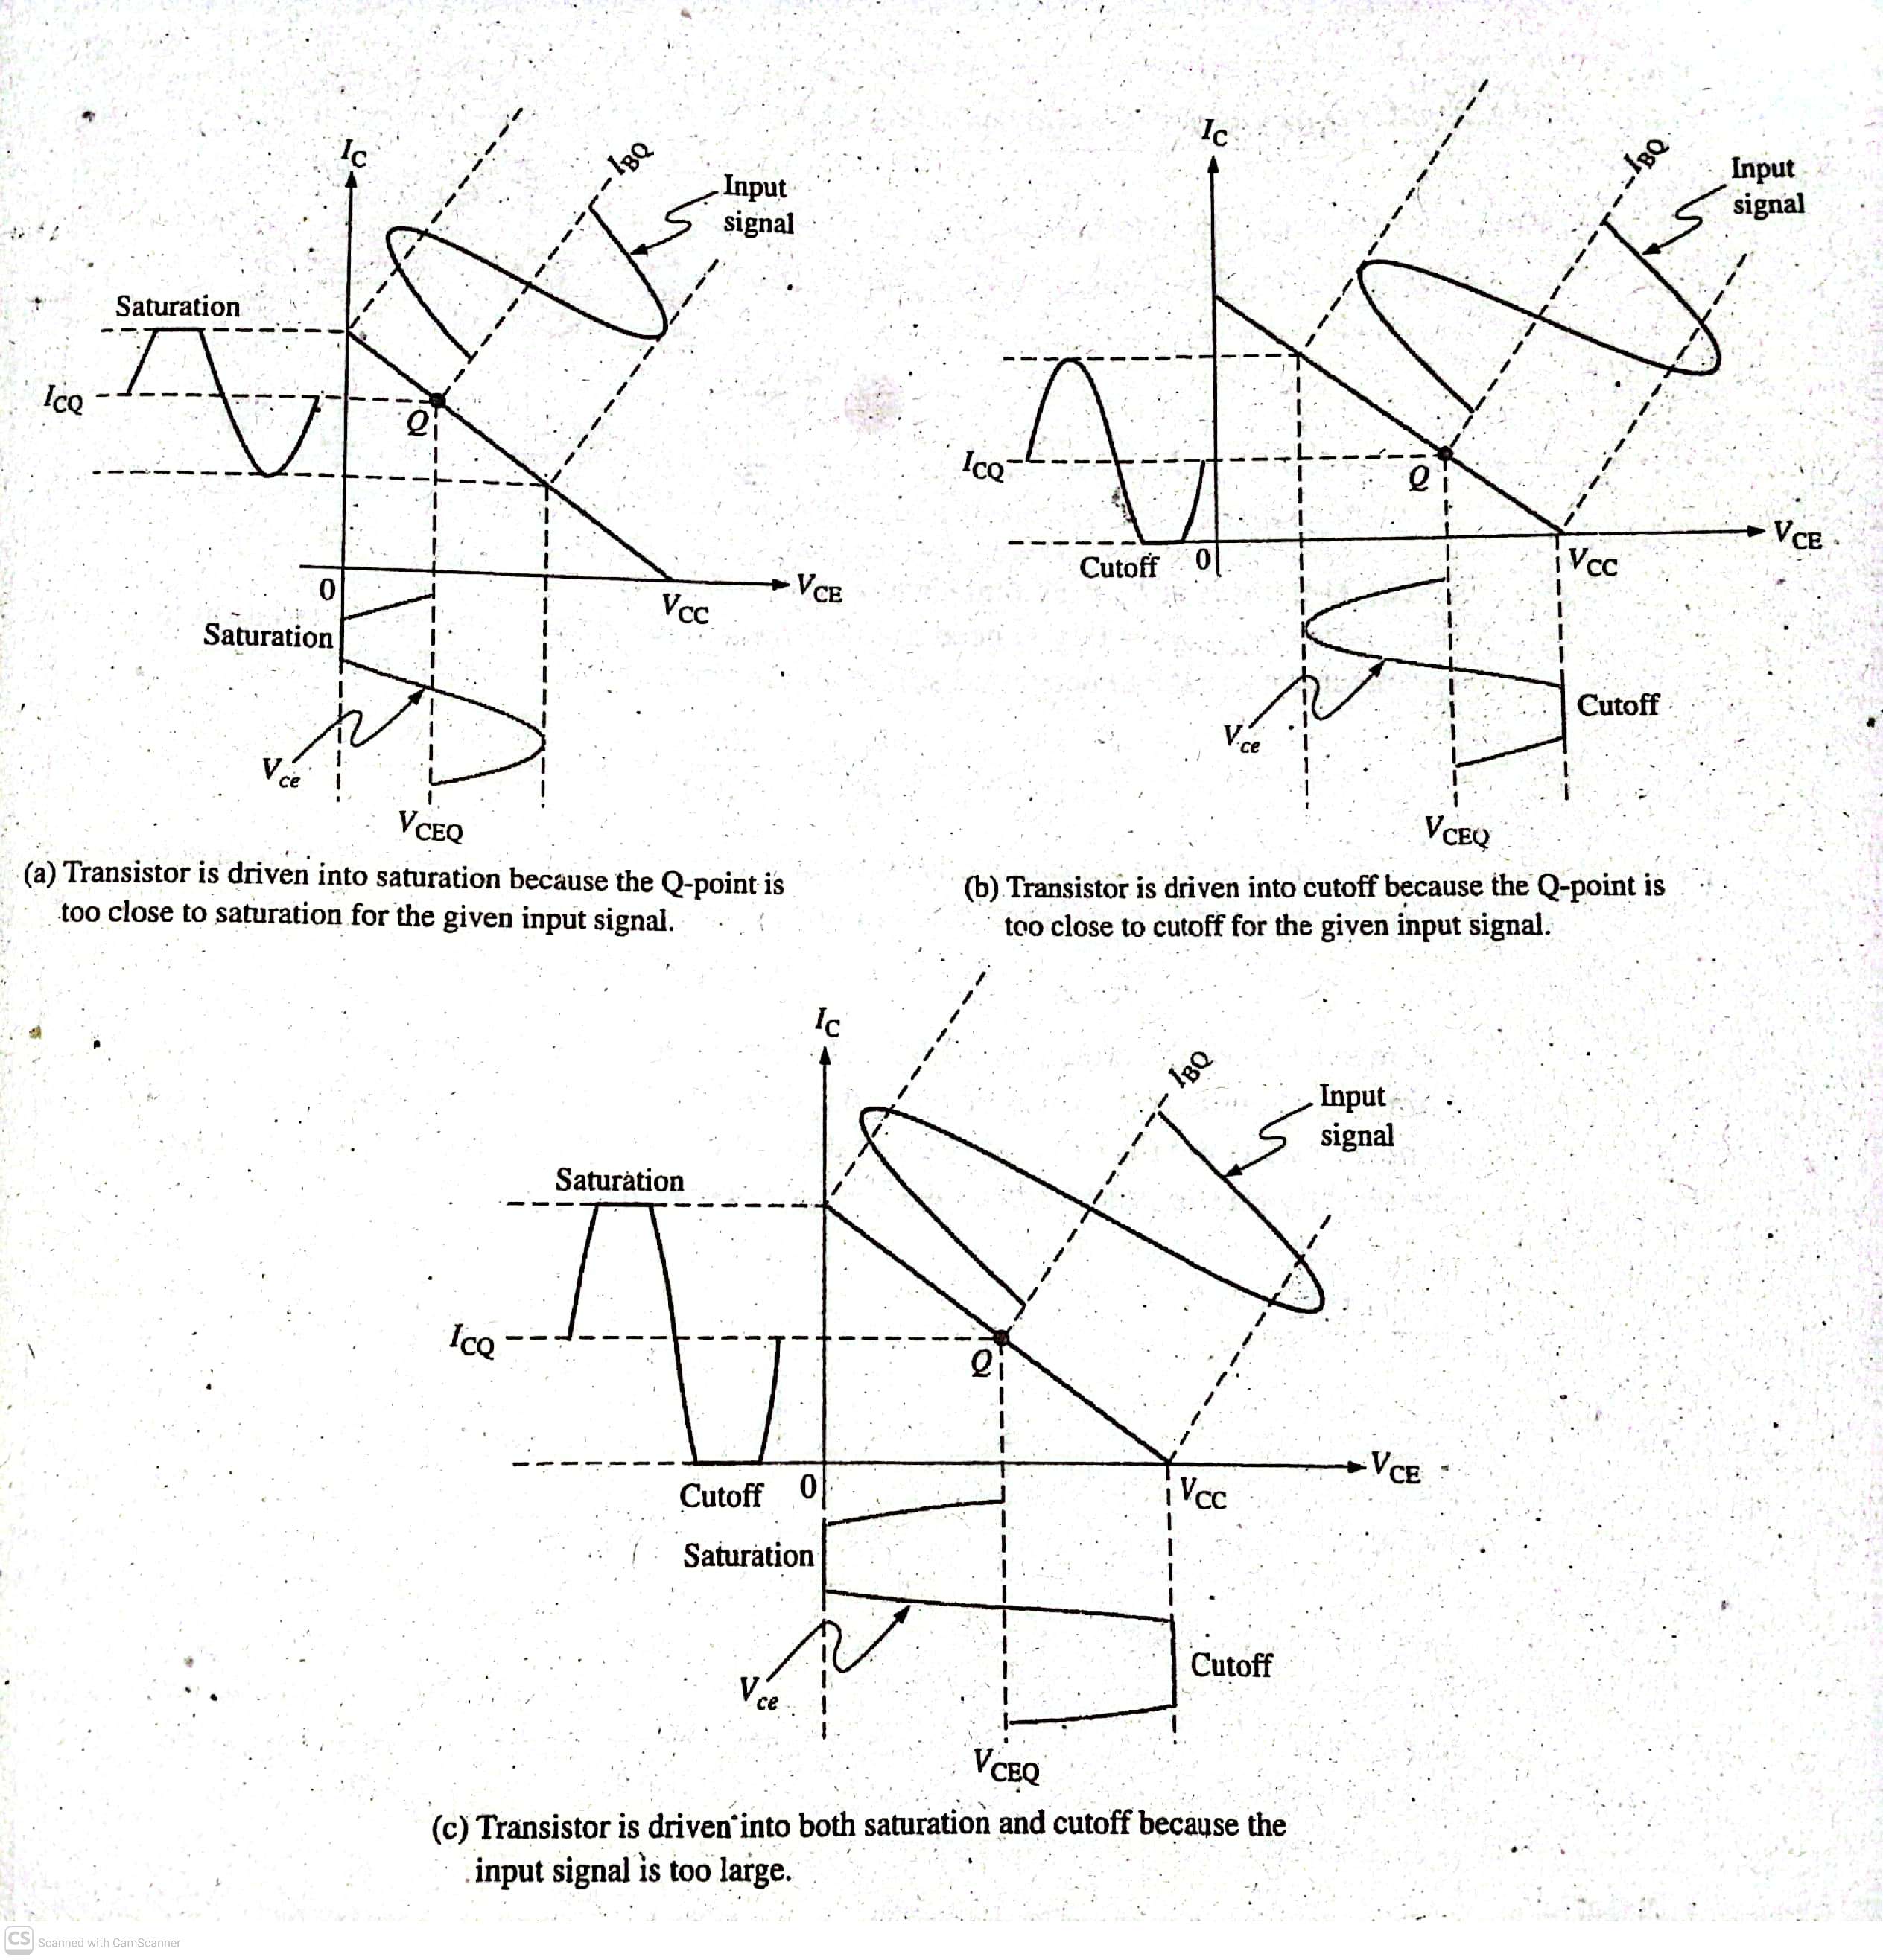 I_C
I_BQ
Input
signal
Saturation
I_CQ
Q
0
V_CE
V_CC
Saturation
V_ce
V_CEQ
(a) Transistor is driven into saturation because the Q-point is
too close to saturation for the given input signal.
I_C
I_BQ
Input
signal
I_CQ
Q
Cutoff
0
V_CE
V_CC
Cutoff
V_ce
V_CEQ
(b) Transistor is driven into cutoff because the Q-point is
too close to cutoff for the given input signal.
I_C
I_BQ
Input
signal
Saturation
I_CQ
Q
Cutoff
0
V_CE
V_CC
Saturation
V_ce
Cutoff
V_CEQ
(c) Transistor is driven into both saturation and cutoff because the
input signal is too large.
CS Scanned with CamScanner